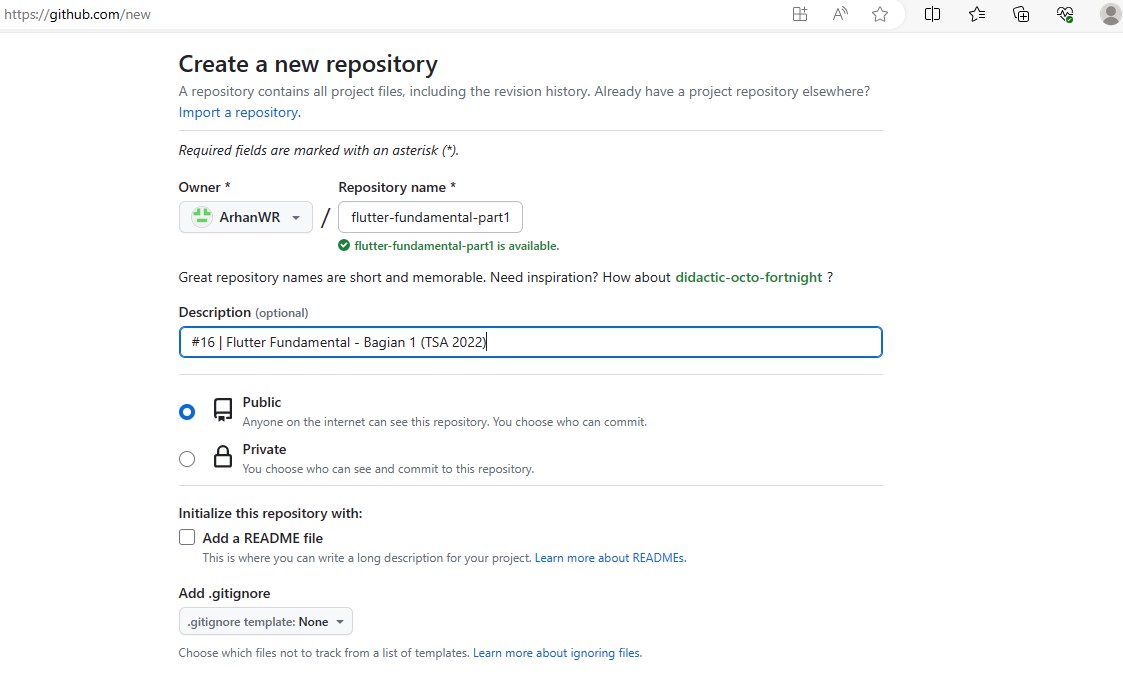 https://github.com/new
Create a new repository
A repository contains all project files, including the revision history. Already have a project repository elsewhere?
Import a repository.
Required fields are marked with an asterisk (*).
Owner *
Repository name *
ArhanWR
/
flutter-fundamental-part1
flutter-fundamental-part1 is available.
Great repository names are short and memorable. Need inspiration? How about didactic-octo-fortnight ?
Description (optional)
#16 | Flutter Fundamental - Bagian 1 (TSA 2022)
Public
Anyone on the internet can see this repository. You choose who can commit.
Private
You choose who can see and commit to this repository.
Initialize this repository with:
Add a README file
This is where you can write a long description for your project. Learn more about READMEs.
Add .gitignore
.gitignore template: None
Choose which files not to track from a list of templates. Learn more about ignoring files.